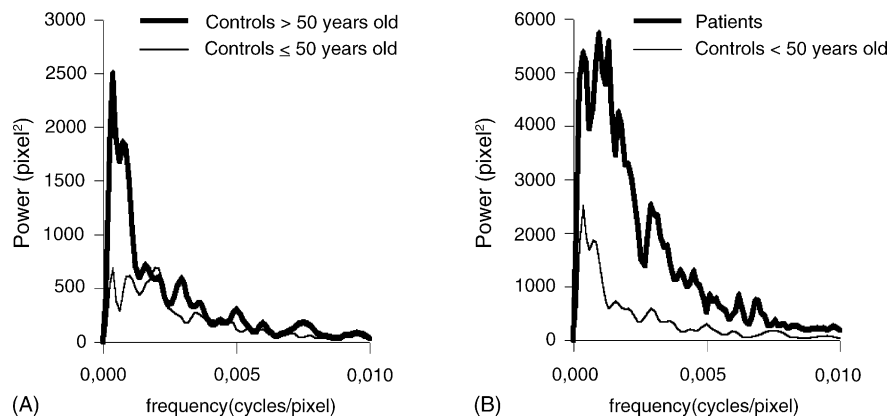 3000
2500
2000
1500
1000
500
0
Power (pixel²)
Controls > 50 years old
Controls ≤ 50 years old
0,000
0,005
0,010
frequency(cycles/pixel)
(A)
6000
5000
4000
3000
2000
1000
0
Power (pixel²)
Patients
Controls < 50 years old
0,000
0,005
0,010
frequency(cycles/pixel)
(B)